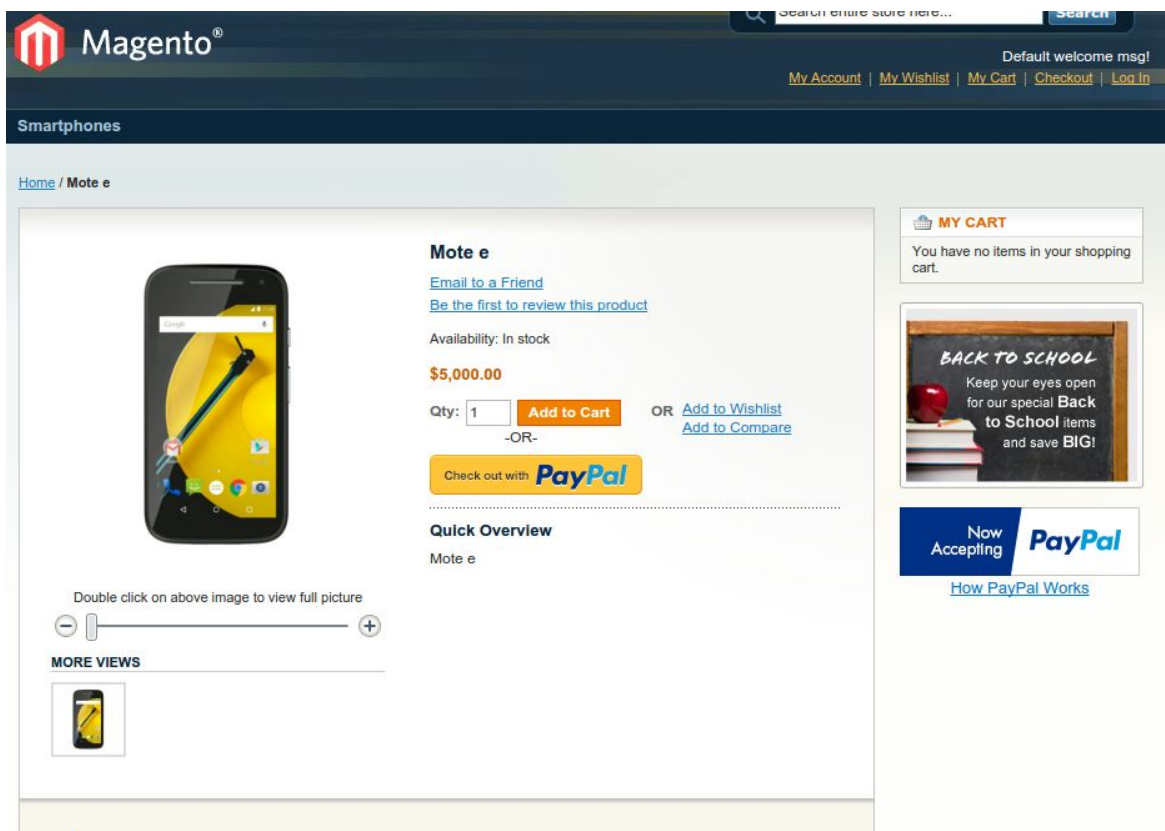 Search entire store here...
Search
Magento®
Default welcome msg!
My Account | My Wishlist | My Cart | Checkout | Log In
Smartphones
Home / Mote e
Mote e
Email to a Friend
Be the first to review this product
Availability: In stock
$5,000.00
Qty: 1 Add to Cart OR Add to Wishlist
Add to Compare
-OR-
Check out with PayPal
Quick Overview
Mote e
Google
Double click on above image to view full picture
MORE VIEWS
MY CART
You have no items in your shopping
cart.
BACK TO SCHOOL
Keep your eyes open
for our special Back
to School items
and save BIG!
Now
Accepting
PayPal
How PayPal Works